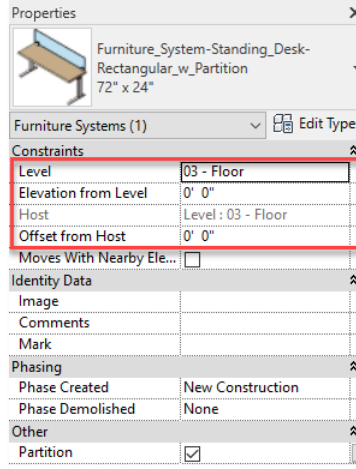 Properties
Furniture_System-Standing_Desk-
Rectangular_w_Partition
72" x 24"
Furniture Systems (1)
Edit Type
Constraints
Level 03 - Floor
Elevation from Level 0' 0"
Host Level : 03 - Floor
Offset from Host 0' 0"
Moves With Nearby Ele...
Identity Data
Image
Comments
Mark
Phasing
Phase Created New Construction
Phase Demolished None
Other
Partition